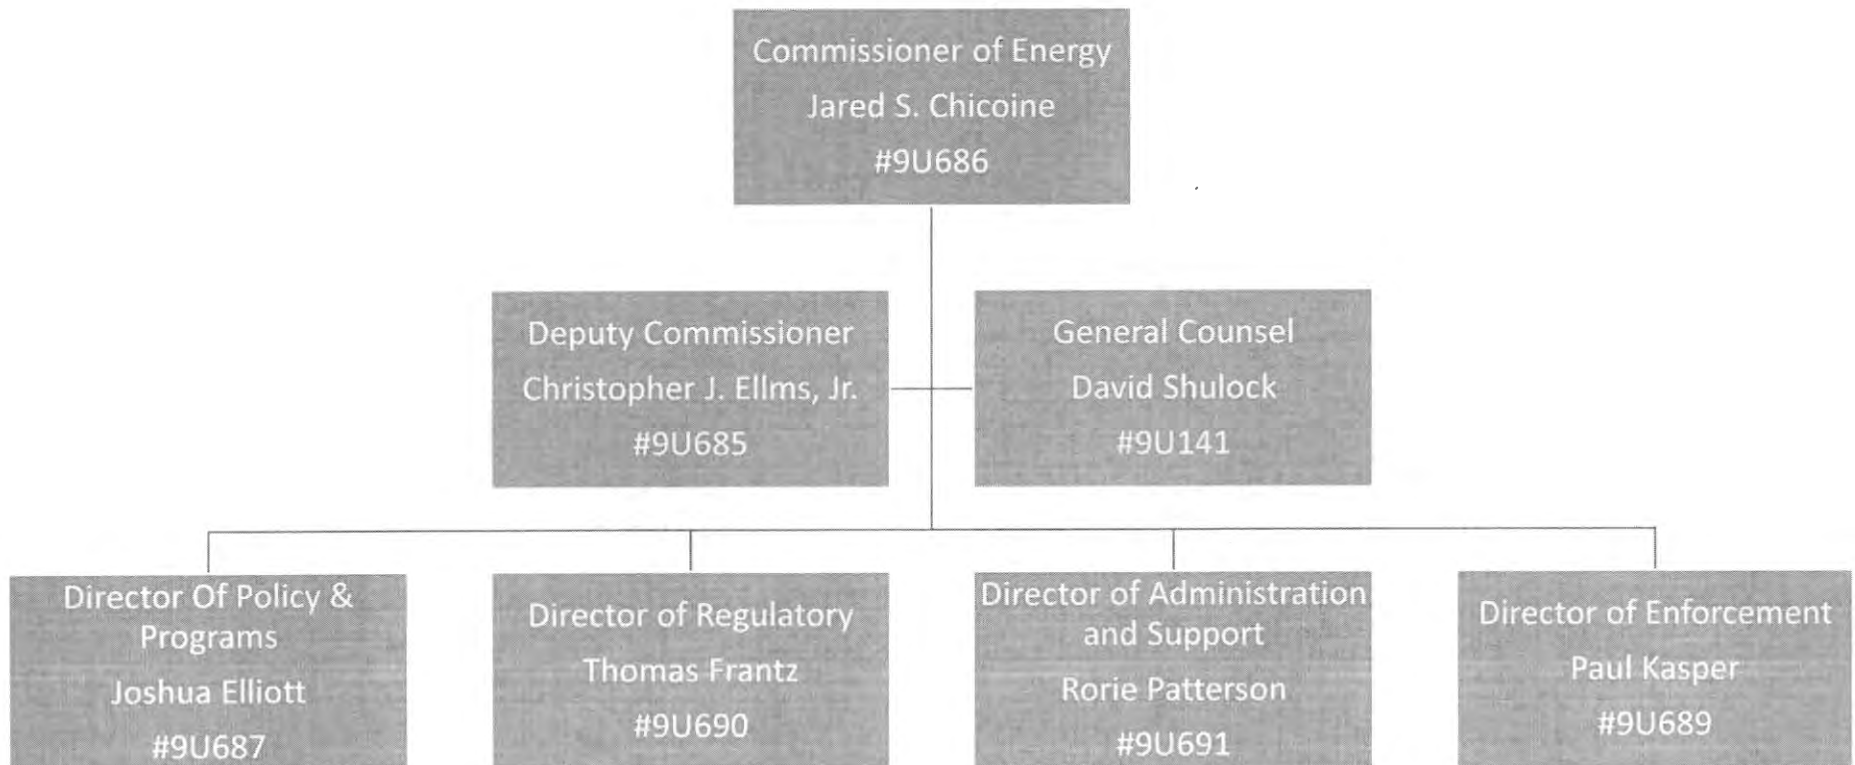 Commissioner of Energy
Jared S. Chicoine
#9U686
Deputy Commissioner
Christopher J. Ellms, Jr.
#9U685
General Counsel
David Shulock
#9U141
Director Of Policy &
Programs
Joshua Elliott
#9U687
Director of Regulatory
Thomas Frantz
#9U690
Director of Administration
and Support
Rorie Patterson
#9U691
Director of Enforcement
Paul Kasper
#9U689